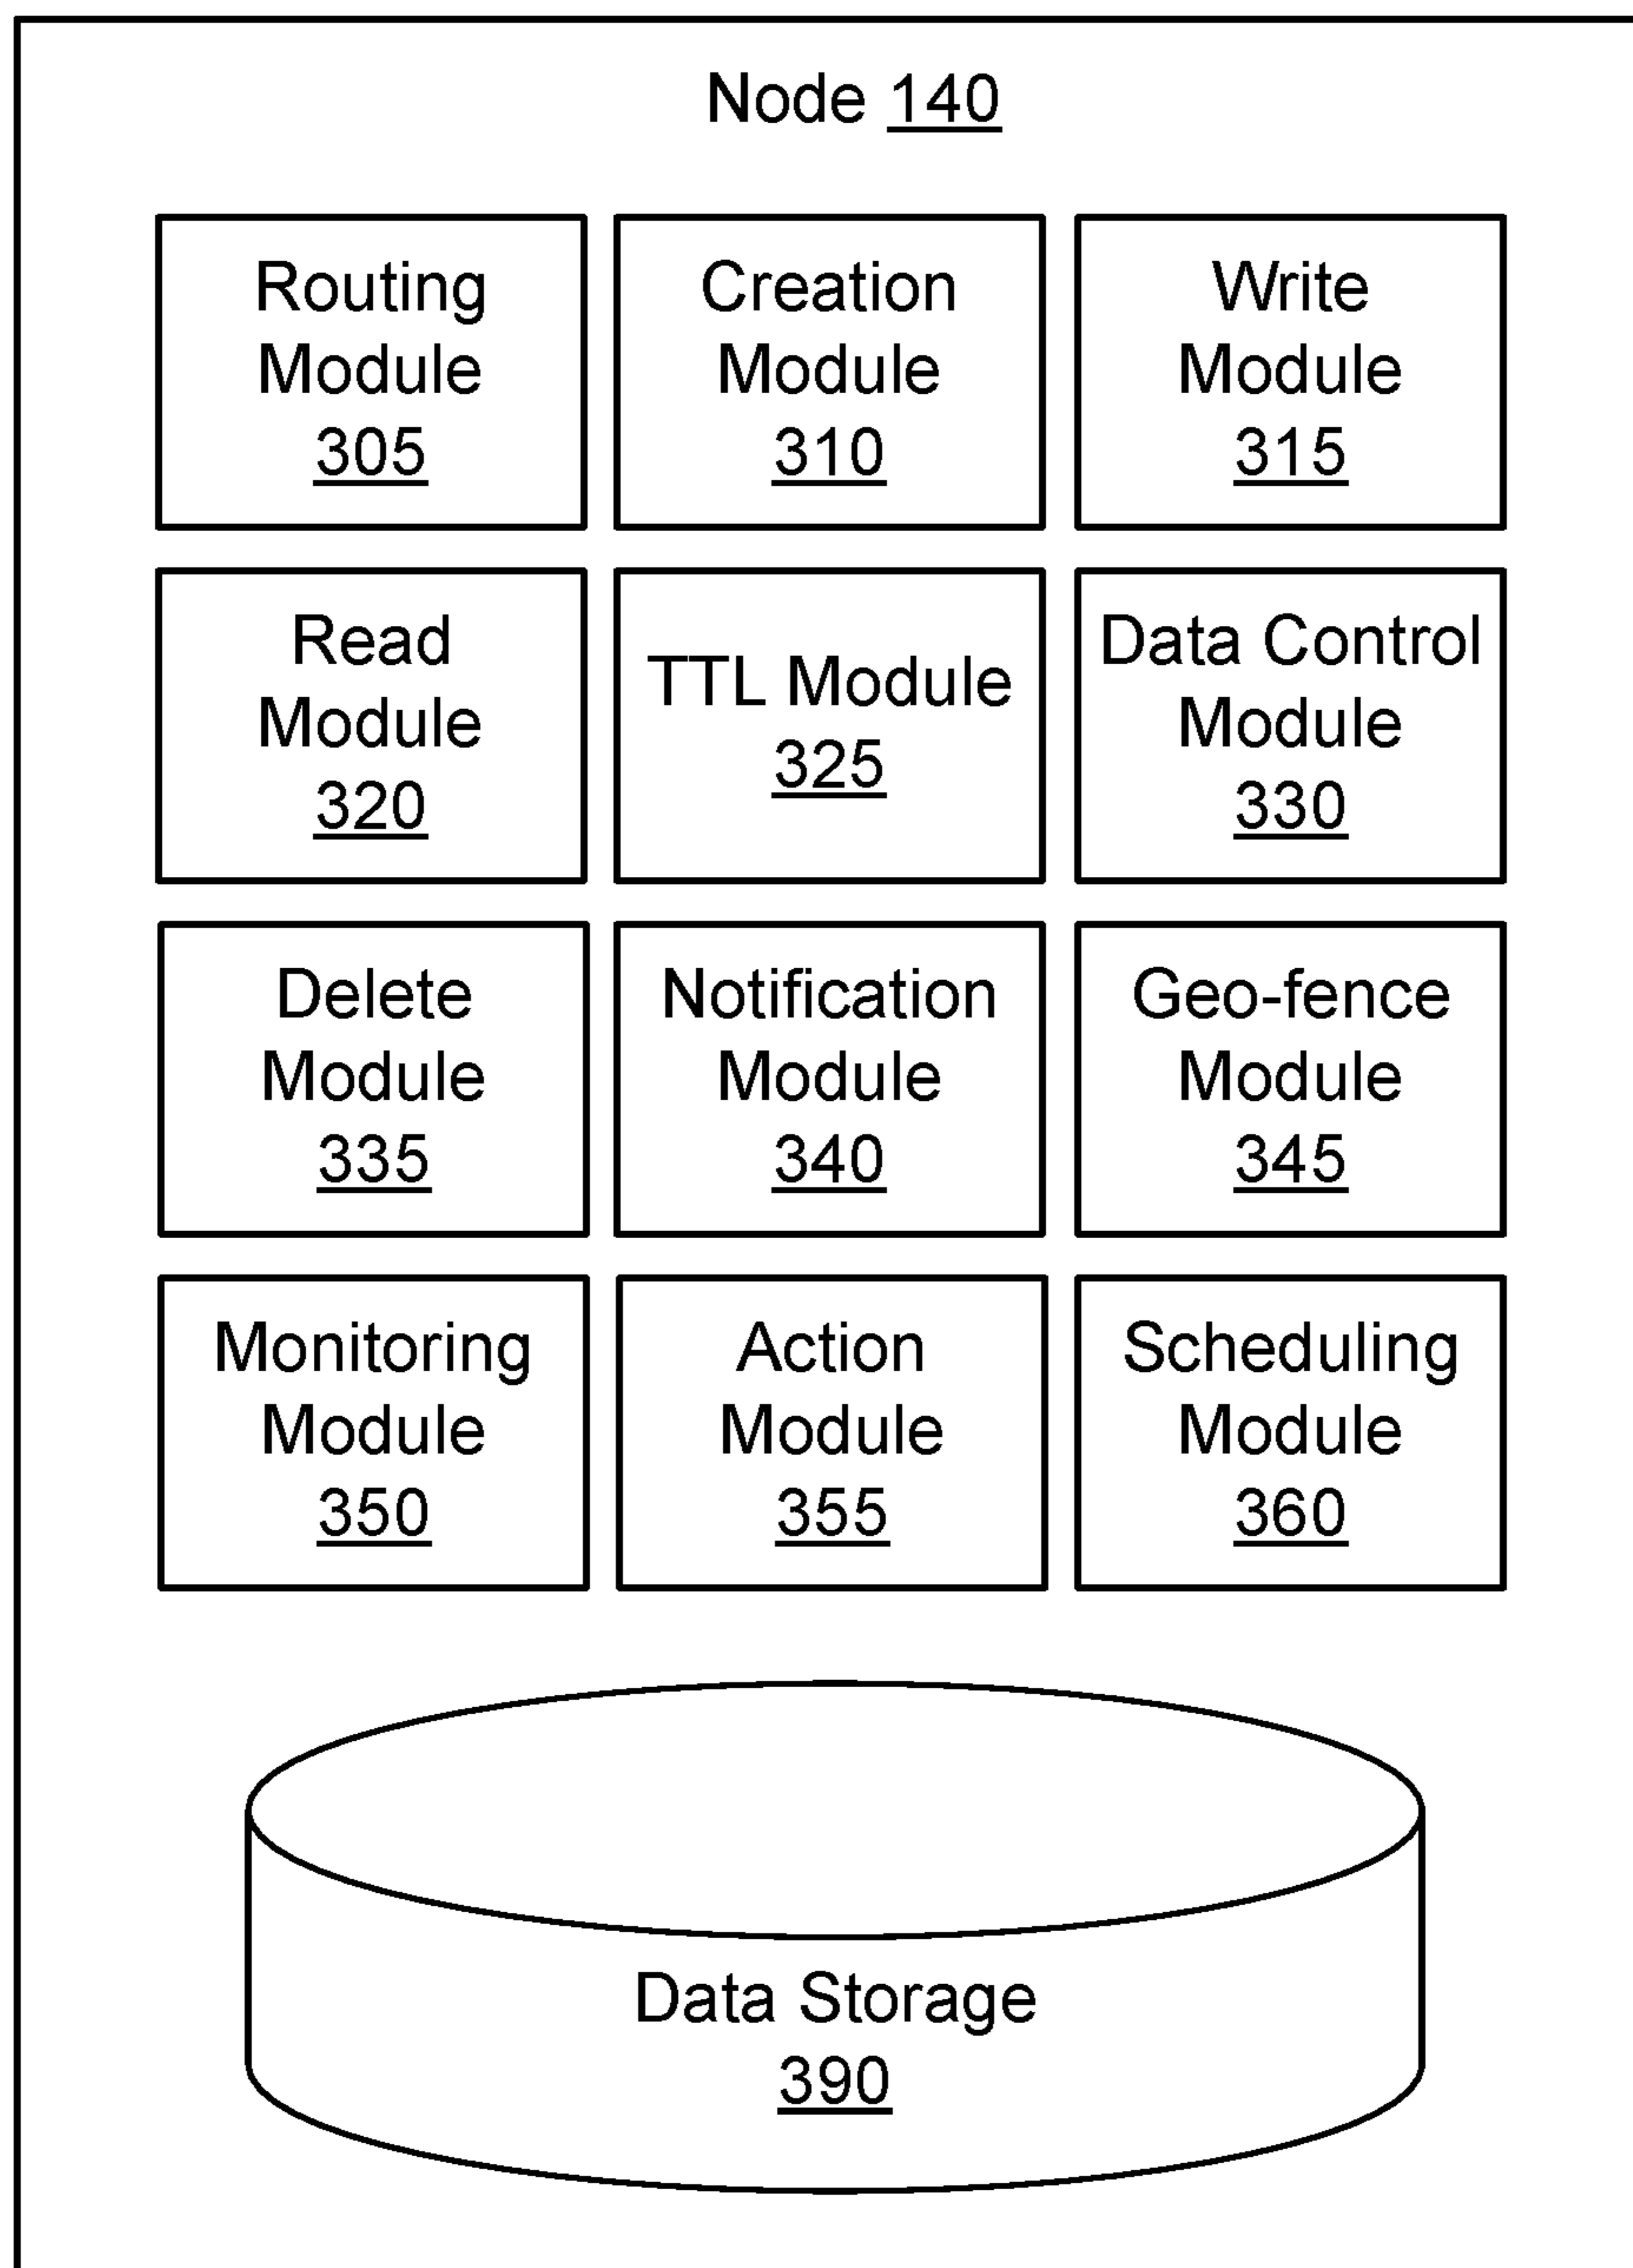 Node 140
Routing
Module
305
Creation
Module
310
Write
Module
315
Read
Module
320
TTL Module
325
Data Control
Module
330
Delete
Module
335
Notification
Module
340
Geo-fence
Module
345
Monitoring
Module
350
Action
Module
355
Scheduling
Module
360
Data Storage
390